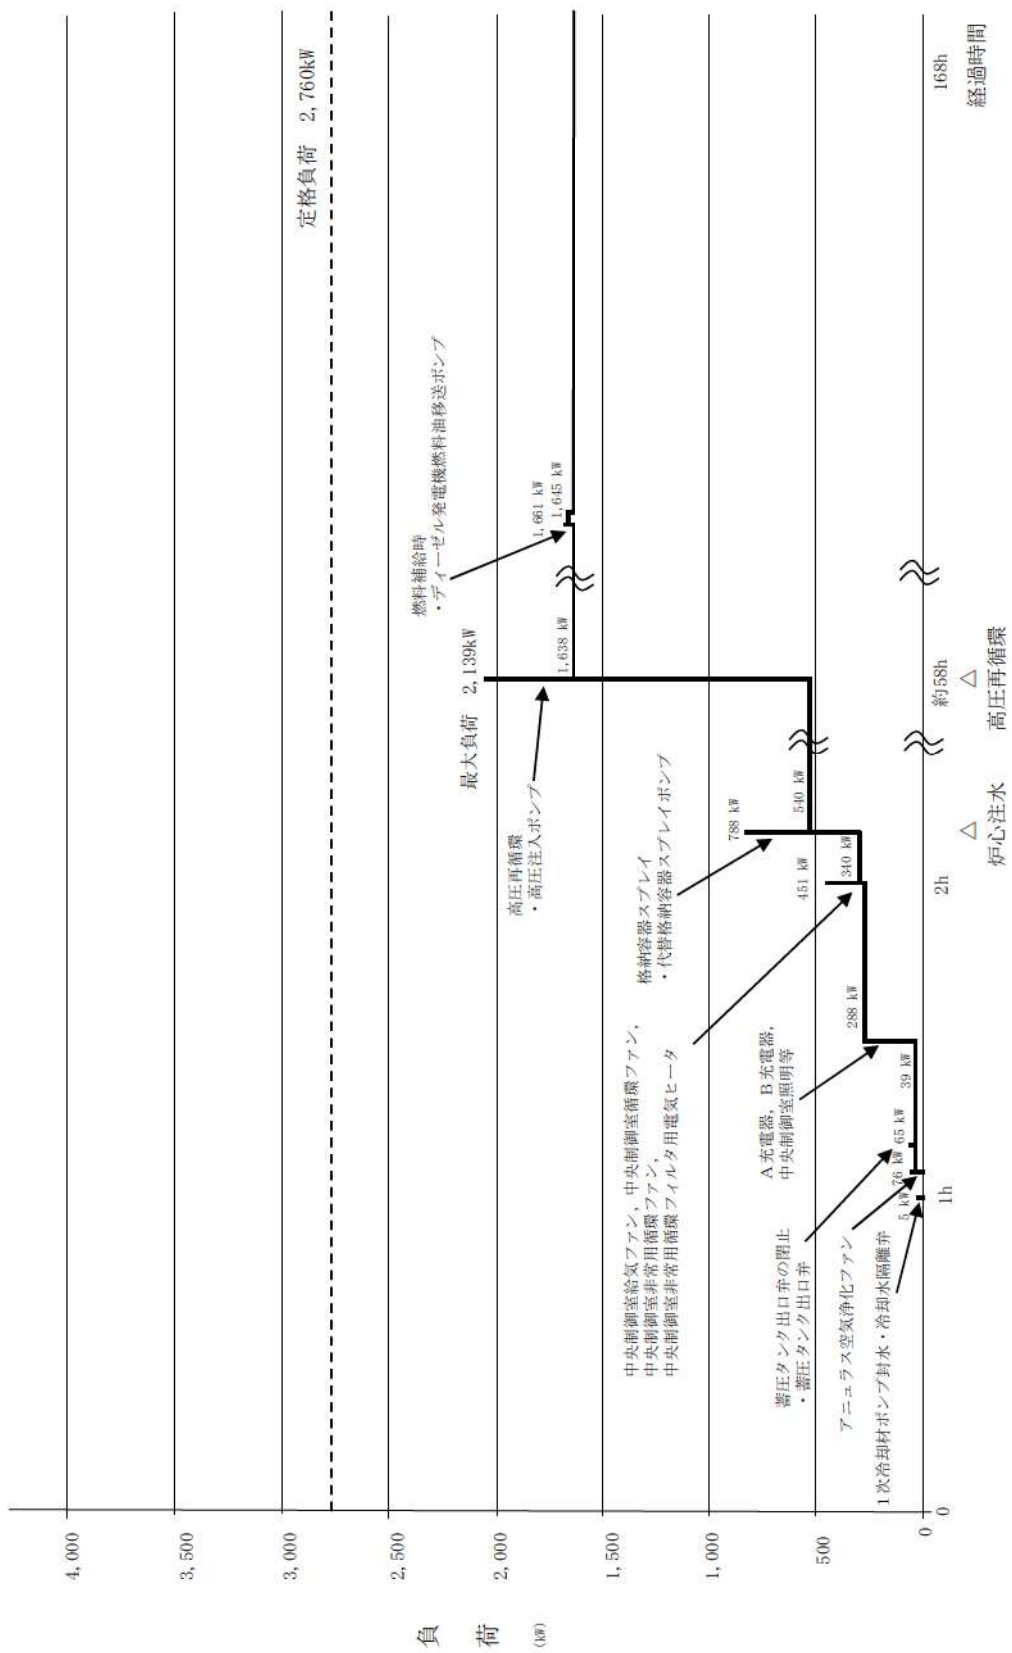 負
荷
(kW)
4,000
3,500
3,000
2,500
2,000
1,500
1,000
500
0
定格負荷 2,760kW
最大負荷 2,139kW
燃料補給時
・ディーゼル発電機燃料油移送ポンプ
1,661 kW
1,645 kW
1,638 kW
高圧再循環
・高圧注入ポンプ
格納容器スプレイ
・代替格納容器スプレイポンプ
788 kW
540 kW
451 kW
340 kW
中央制御室給気ファン，中央制御室循環ファン，
中央制御室非常用循環ファン，
中央制御室非常用循環フィルタ用電気ヒータ
288 kW
A充電器，B充電器，
中央制御室照明等
39 kW
蓄圧タンク出口弁の閉止
・蓄圧タンク出口弁
65 kW
アニュラス空気浄化ファン
76 kW
1次冷却材ポンプ封水・冷却水隔離弁
5 kW
0
1h
2h
約58h
168h
△
△
炉心注水
高圧再循環
経過時間